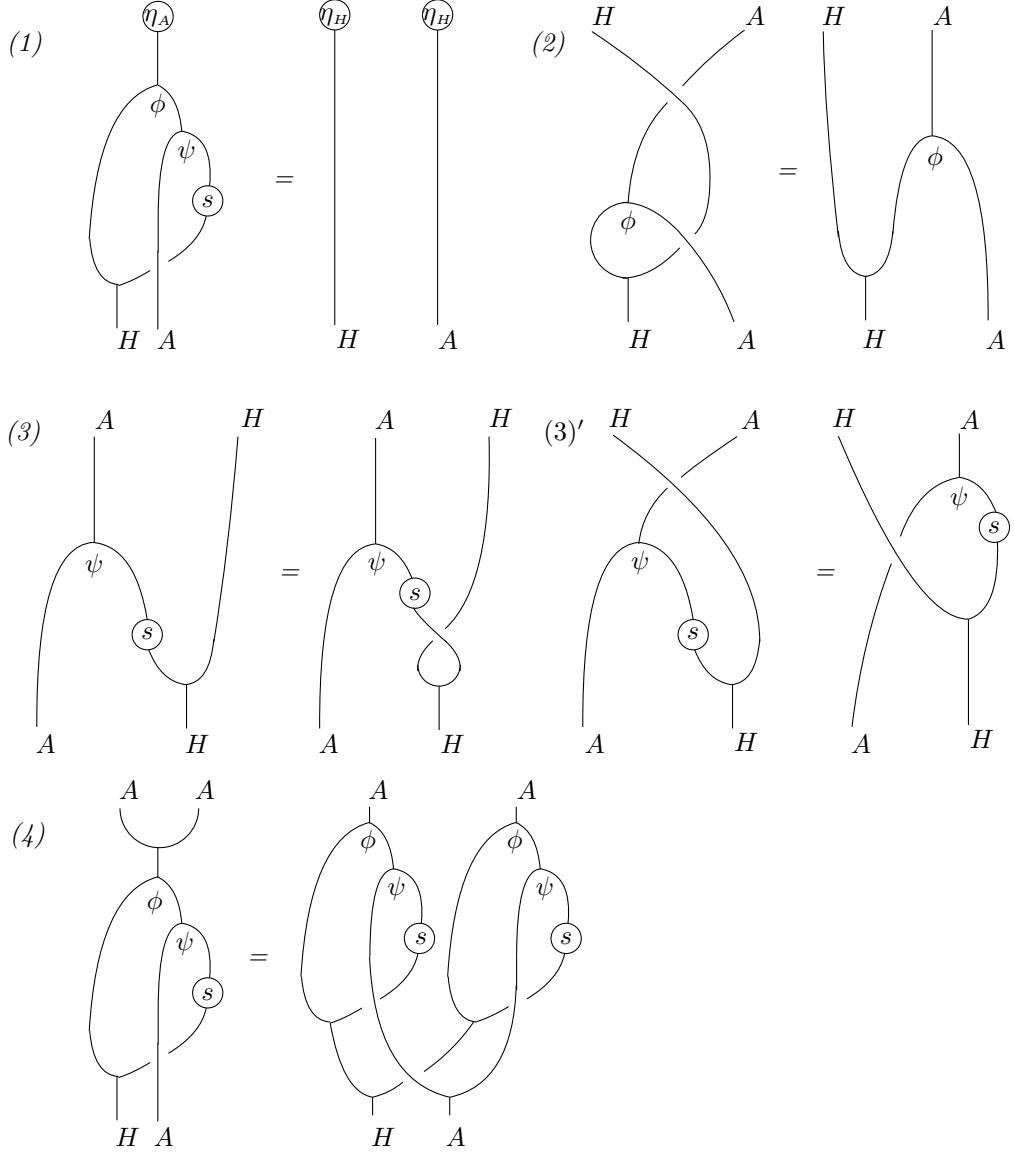 η_A η_H η_H
(1) φ ψ s =
H A H A
H A H A
(2) φ = φ
H A H A
A H A H
(3) ψ s = ψ s
A H A H
H A H A
(3)′ ψ s = ψ s
A H A H
A A A A
(4) φ ψ s = φ ψ s φ ψ s
H A H A